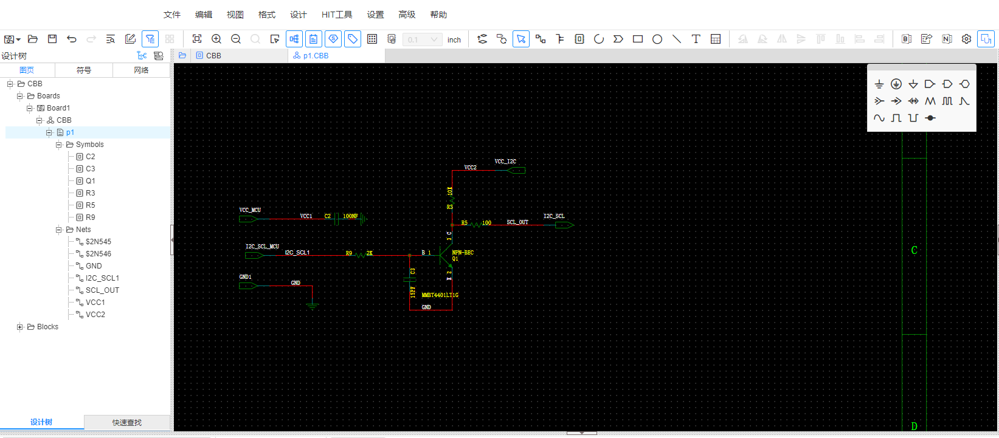 文件 编辑 视图 格式 设计 HIT工具 设置 高级 帮助
0.1 inch
设计树
CBB
p1.CBB
图页 符号 网络
CBB
Boards
Board1
CBB
p1
Symbols
C2
C3
Q1
R3
R5
R9
Nets
$2N545
$2N546
GND
I2C_SCL1
SCL_OUT
VCC1
VCC2
Blocks
设计树 快速查找
VCC_I2C
VCC2
10K
R3
VCC_MCU
VCC1 C2 100NF
R5 100 SCL_OUT I2C_SCL
3 C
I2C_SCL_MCU
I2C_SCL1 R9 2K B 1 NPN-BEC
Q1
C3
E 2
GND1
GND
15PF
MMBT4401LT1G
GND
C
D